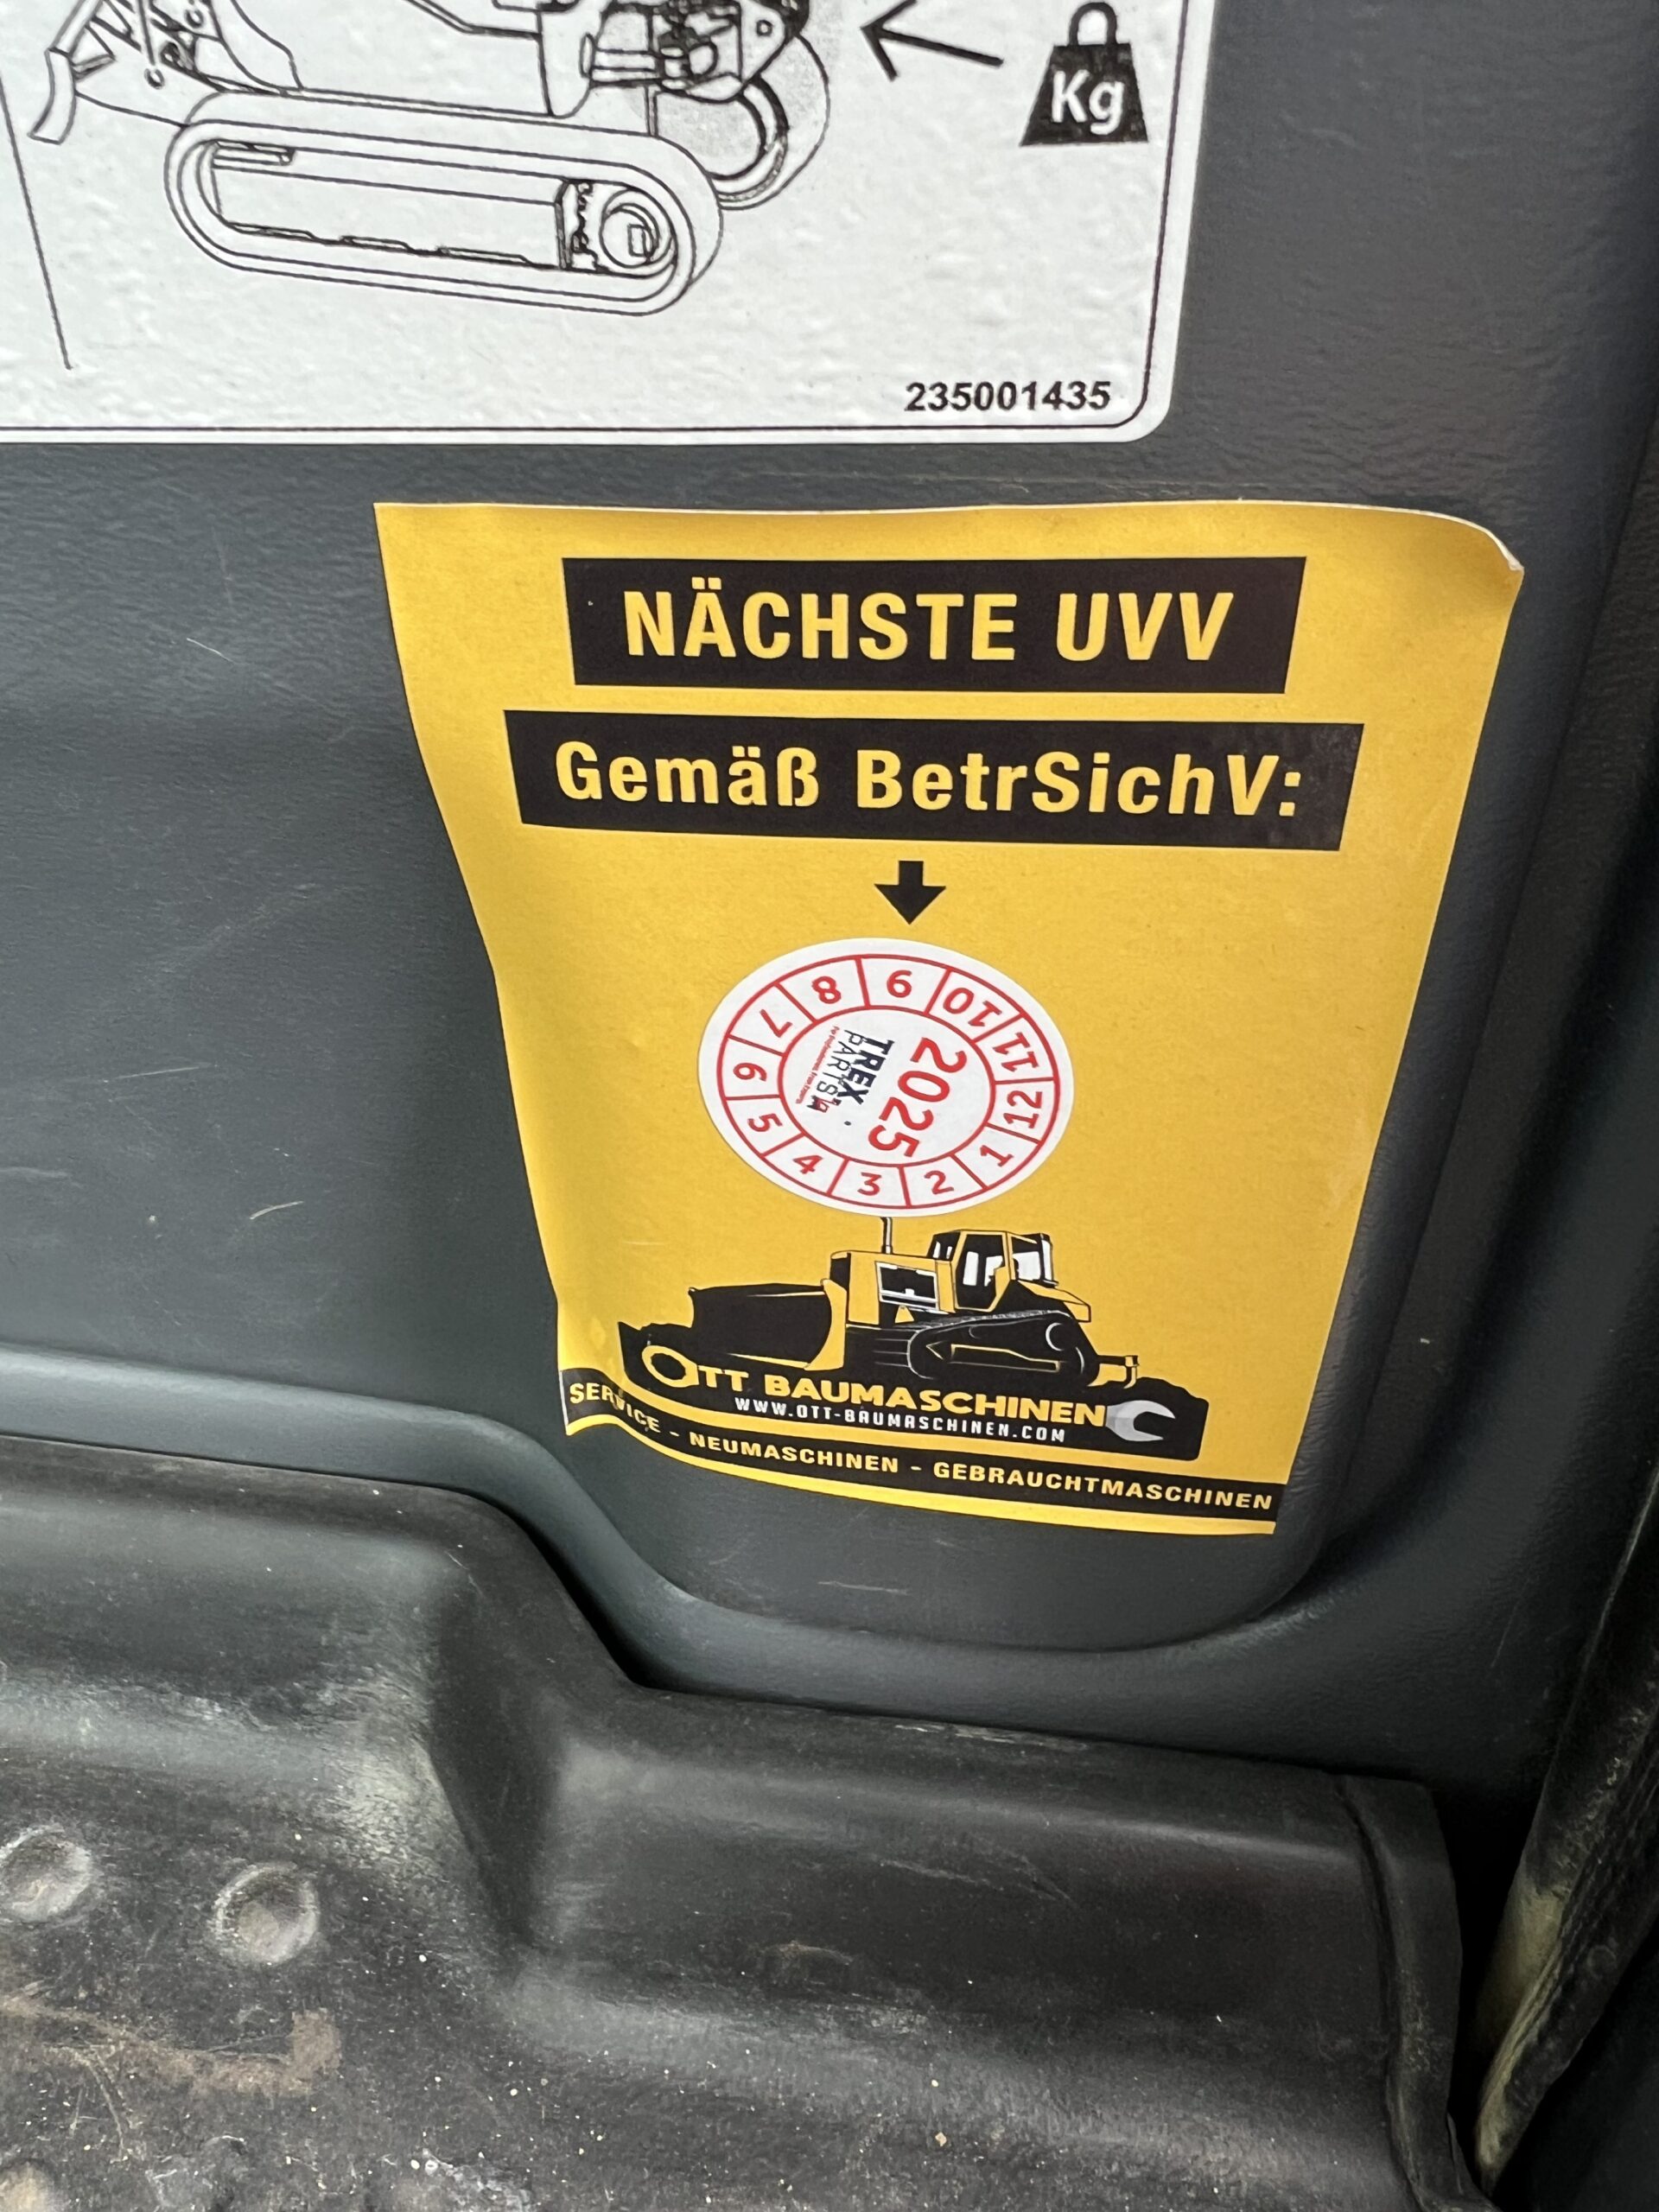 Kg
235001435
NÄCHSTE UVV
Gemäß BetrSichV:
1 2 3 4 5 6 7 8 9 10 11 12
2025
TREX
PARTS
OTT BAUMASCHINEN
WWW.OTT-BAUMASCHINEN.COM
SERVICE - NEUMASCHINEN - GEBRAUCHTMASCHINEN